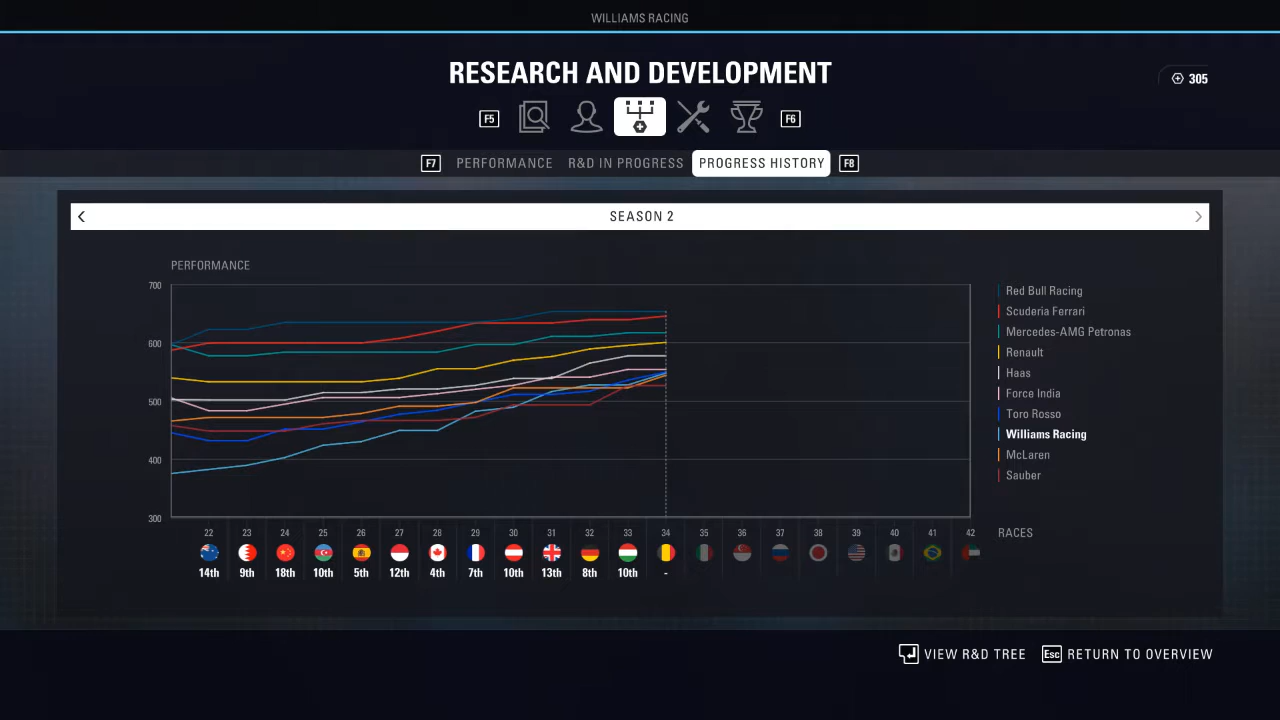 WILLIAMS RACING
RESEARCH AND DEVELOPMENT
305
F5
F6
F7 PERFORMANCE R&D IN PROGRESS PROGRESS HISTORY F8
SEASON 2
PERFORMANCE
700
600
500
400
300
Red Bull Racing
Scuderia Ferrari
Mercedes-AMG Petronas
Renault
Haas
Force India
Toro Rosso
Williams Racing
McLaren
Sauber
22 23 24 25 26 27 28 29 30 31 32 33 34 35 36 37 38 39 40 41 42 RACES
14th 9th 18th 10th 5th 12th 4th 7th 10th 13th 8th 10th -
VIEW R&D TREE Esc RETURN TO OVERVIEW